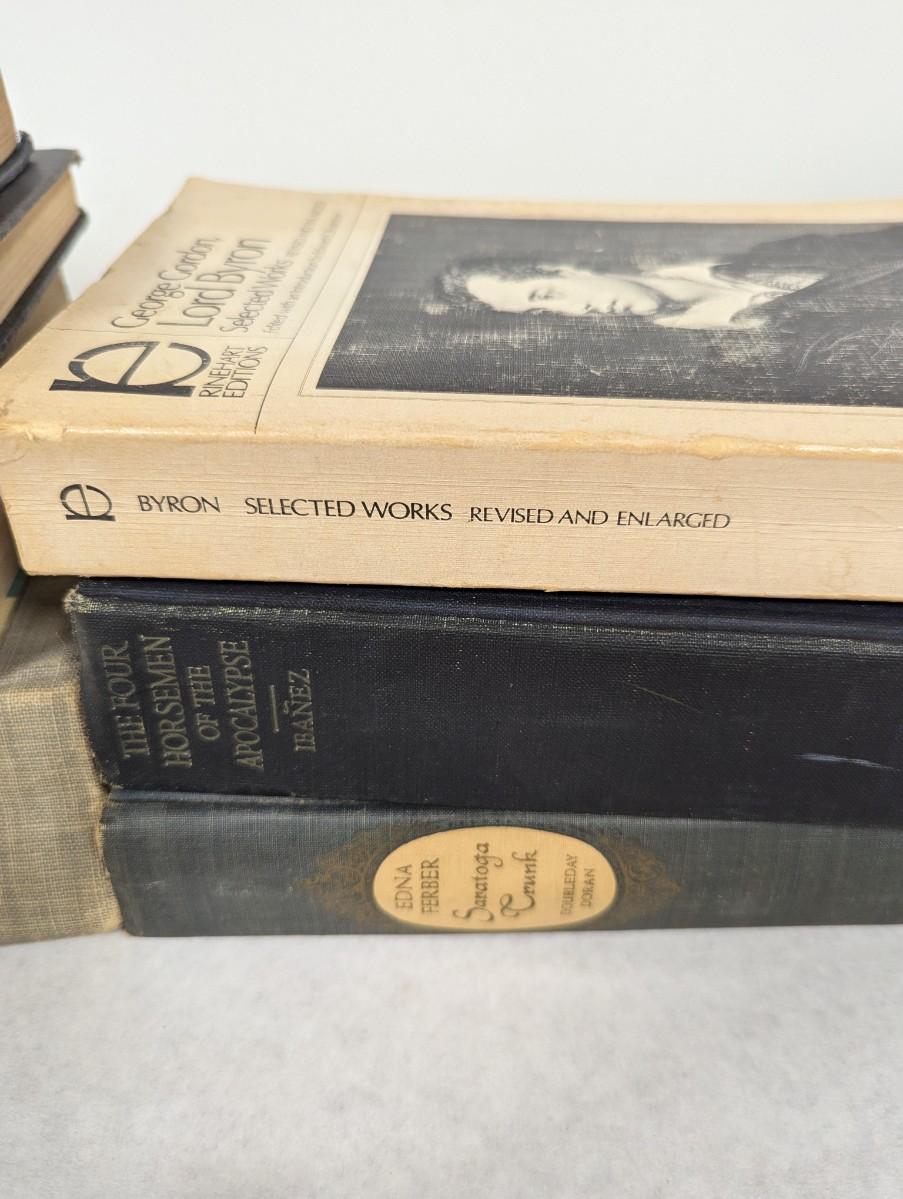 George Gordon,
Lord Byron
Selected Works
RINEHART
EDITIONS
BYRON SELECTED WORKS REVISED AND ENLARGED
THE FOUR
HORSEMEN
OF THE
APOCALYPSE
IBAÑEZ
EDNA
FERBER
Saratoga
Trunk
DOUBLEDAY
DORAN